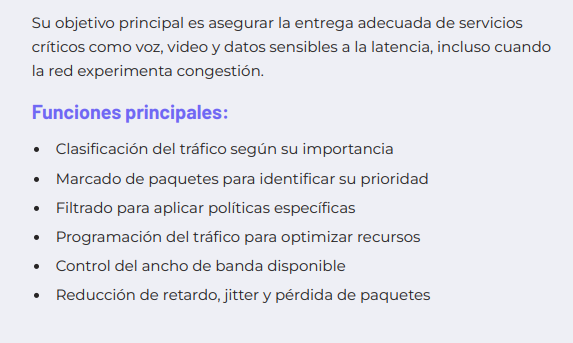 Su objetivo principal es asegurar la entrega adecuada de servicios
críticos como voz, video y datos sensibles a la latencia, incluso cuando
la red experimenta congestión.
Funciones principales:
• Clasificación del tráfico según su importancia
• Marcado de paquetes para identificar su prioridad
• Filtrado para aplicar políticas específicas
• Programación del tráfico para optimizar recursos
• Control del ancho de banda disponible
• Reducción de retardo, jitter y pérdida de paquetes